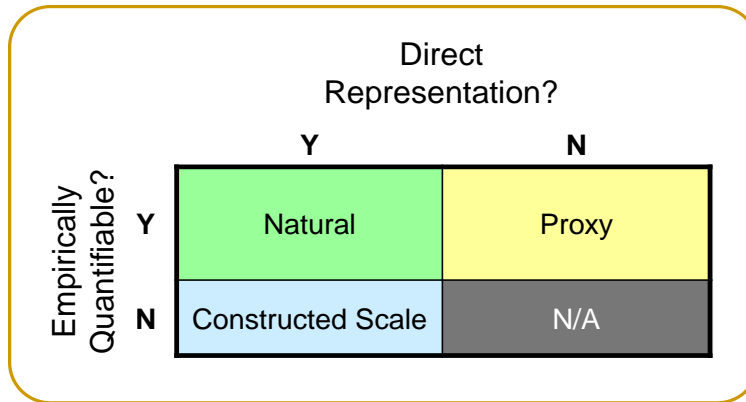 Direct
Representation?
Y N
Empirically
Quantifiable?
Y Natural Proxy
N Constructed Scale N/A